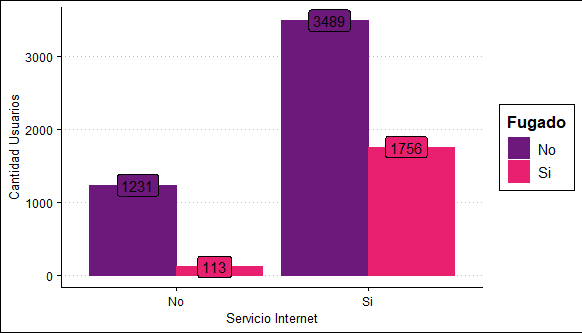 Cantidad Usuarios
3000
2000
1000
0
3489
1756
1231
113
No
Si
Servicio Internet
Fugado
No
Si